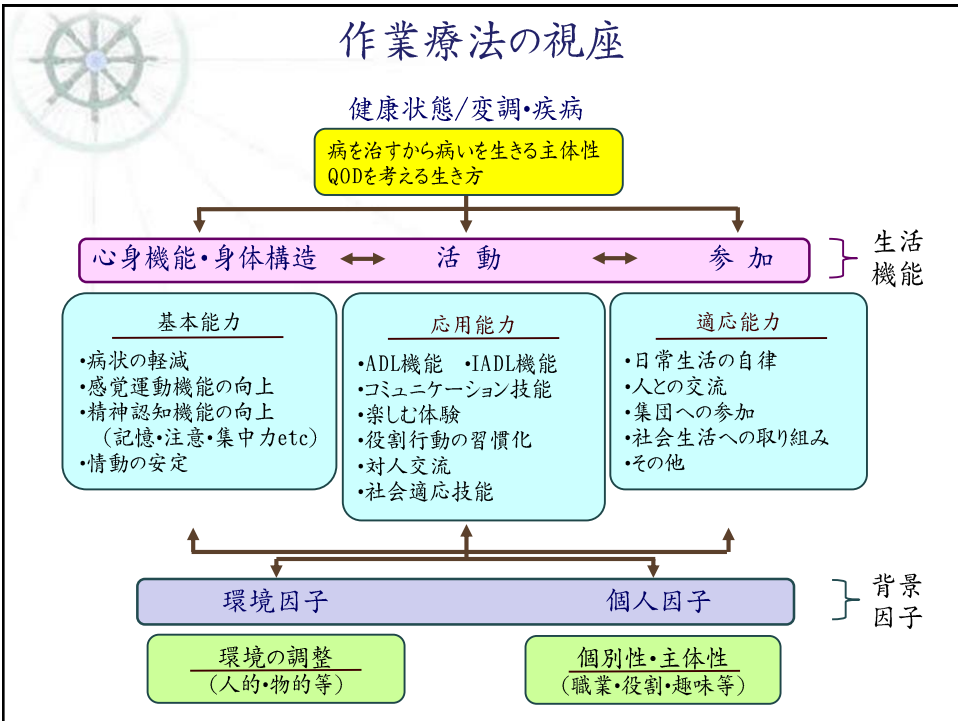 作業療法の視座
健康状態/変調・疾病
病を治すから病いを生きる主体性
QODを考える生き方
心身機能・身体構造
活動
参加
生活
機能
基本能力
・病状の軽減
・感覚運動機能の向上
・精神認知機能の向上
(記憶・注意・集中力etc)
・情動の安定
応用能力
・ADL機能 ・IADL機能
・コミュニケーション技能
・楽しむ体験
・役割行動の習慣化
・対人交流
・社会適応技能
適応能力
・日常生活の自律
・人との交流
・集団への参加
・社会生活への取り組み
・その他
環境因子
個人因子
背景
因子
環境の調整
(人的・物的等)
個別性・主体性
(職業・役割・趣味等)